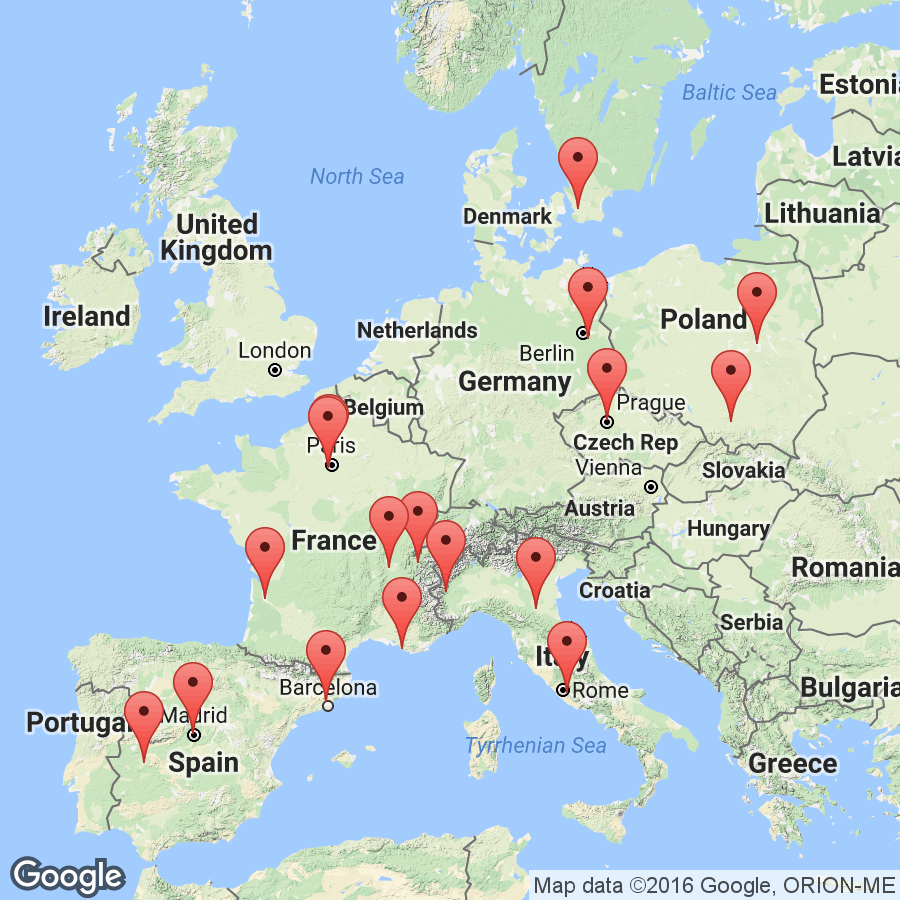 Estonia
Baltic Sea
Latvia
North Sea
Lithuania
Denmark
United
Kingdom
Ireland
Poland
Netherlands
London
Berlin
Germany
Belgium
Prague
Paris
Czech Rep
Vienna
Slovakia
Austria
Hungary
France
Romania
Croatia
Serbia
Italy
Barcelona
Bulgaria
Rome
Portugal
Madrid
Tyrrhenian Sea
Spain
Greece
Google
Map data ©2016 Google, ORION-ME